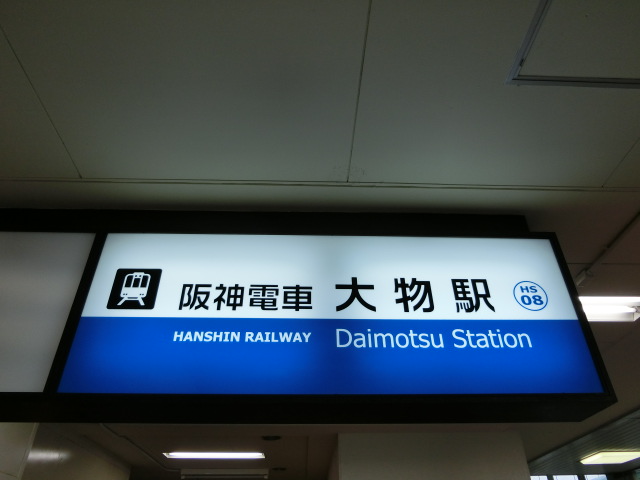 阪神電車 大物駅 HS 08
HANSHIN RAILWAY Daimotsu Station